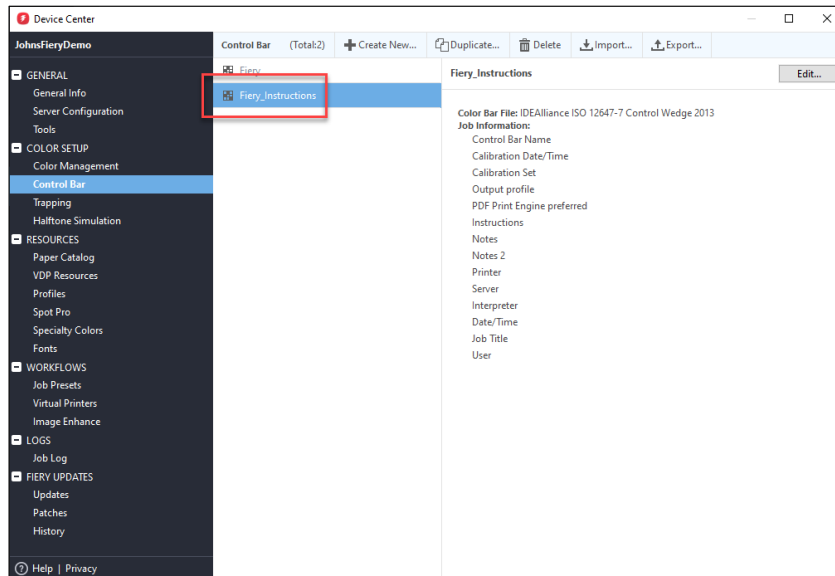 Device Center
JohnsFieryDemo
GENERAL
General Info
Server Configuration
Tools
COLOR SETUP
Color Management
Control Bar
Trapping
Halftone Simulation
RESOURCES
Paper Catalog
VDP Resources
Profiles
Spot Pro
Specialty Colors
Fonts
WORKFLOWS
Job Presets
Virtual Printers
Image Enhance
LOGS
Job Log
FIERY UPDATES
Updates
Patches
History
Help | Privacy
Control Bar (Total:2) Create New... Duplicate... Delete Import... Export...
Fiery
Fiery_Instructions
Fiery_Instructions Edit...
Color Bar File: IDEAlliance ISO 12647-7 Control Wedge 2013
Job Information:
Control Bar Name
Calibration Date/Time
Calibration Set
Output profile
PDF Print Engine preferred
Instructions
Notes
Notes 2
Printer
Server
Interpreter
Date/Time
Job Title
User